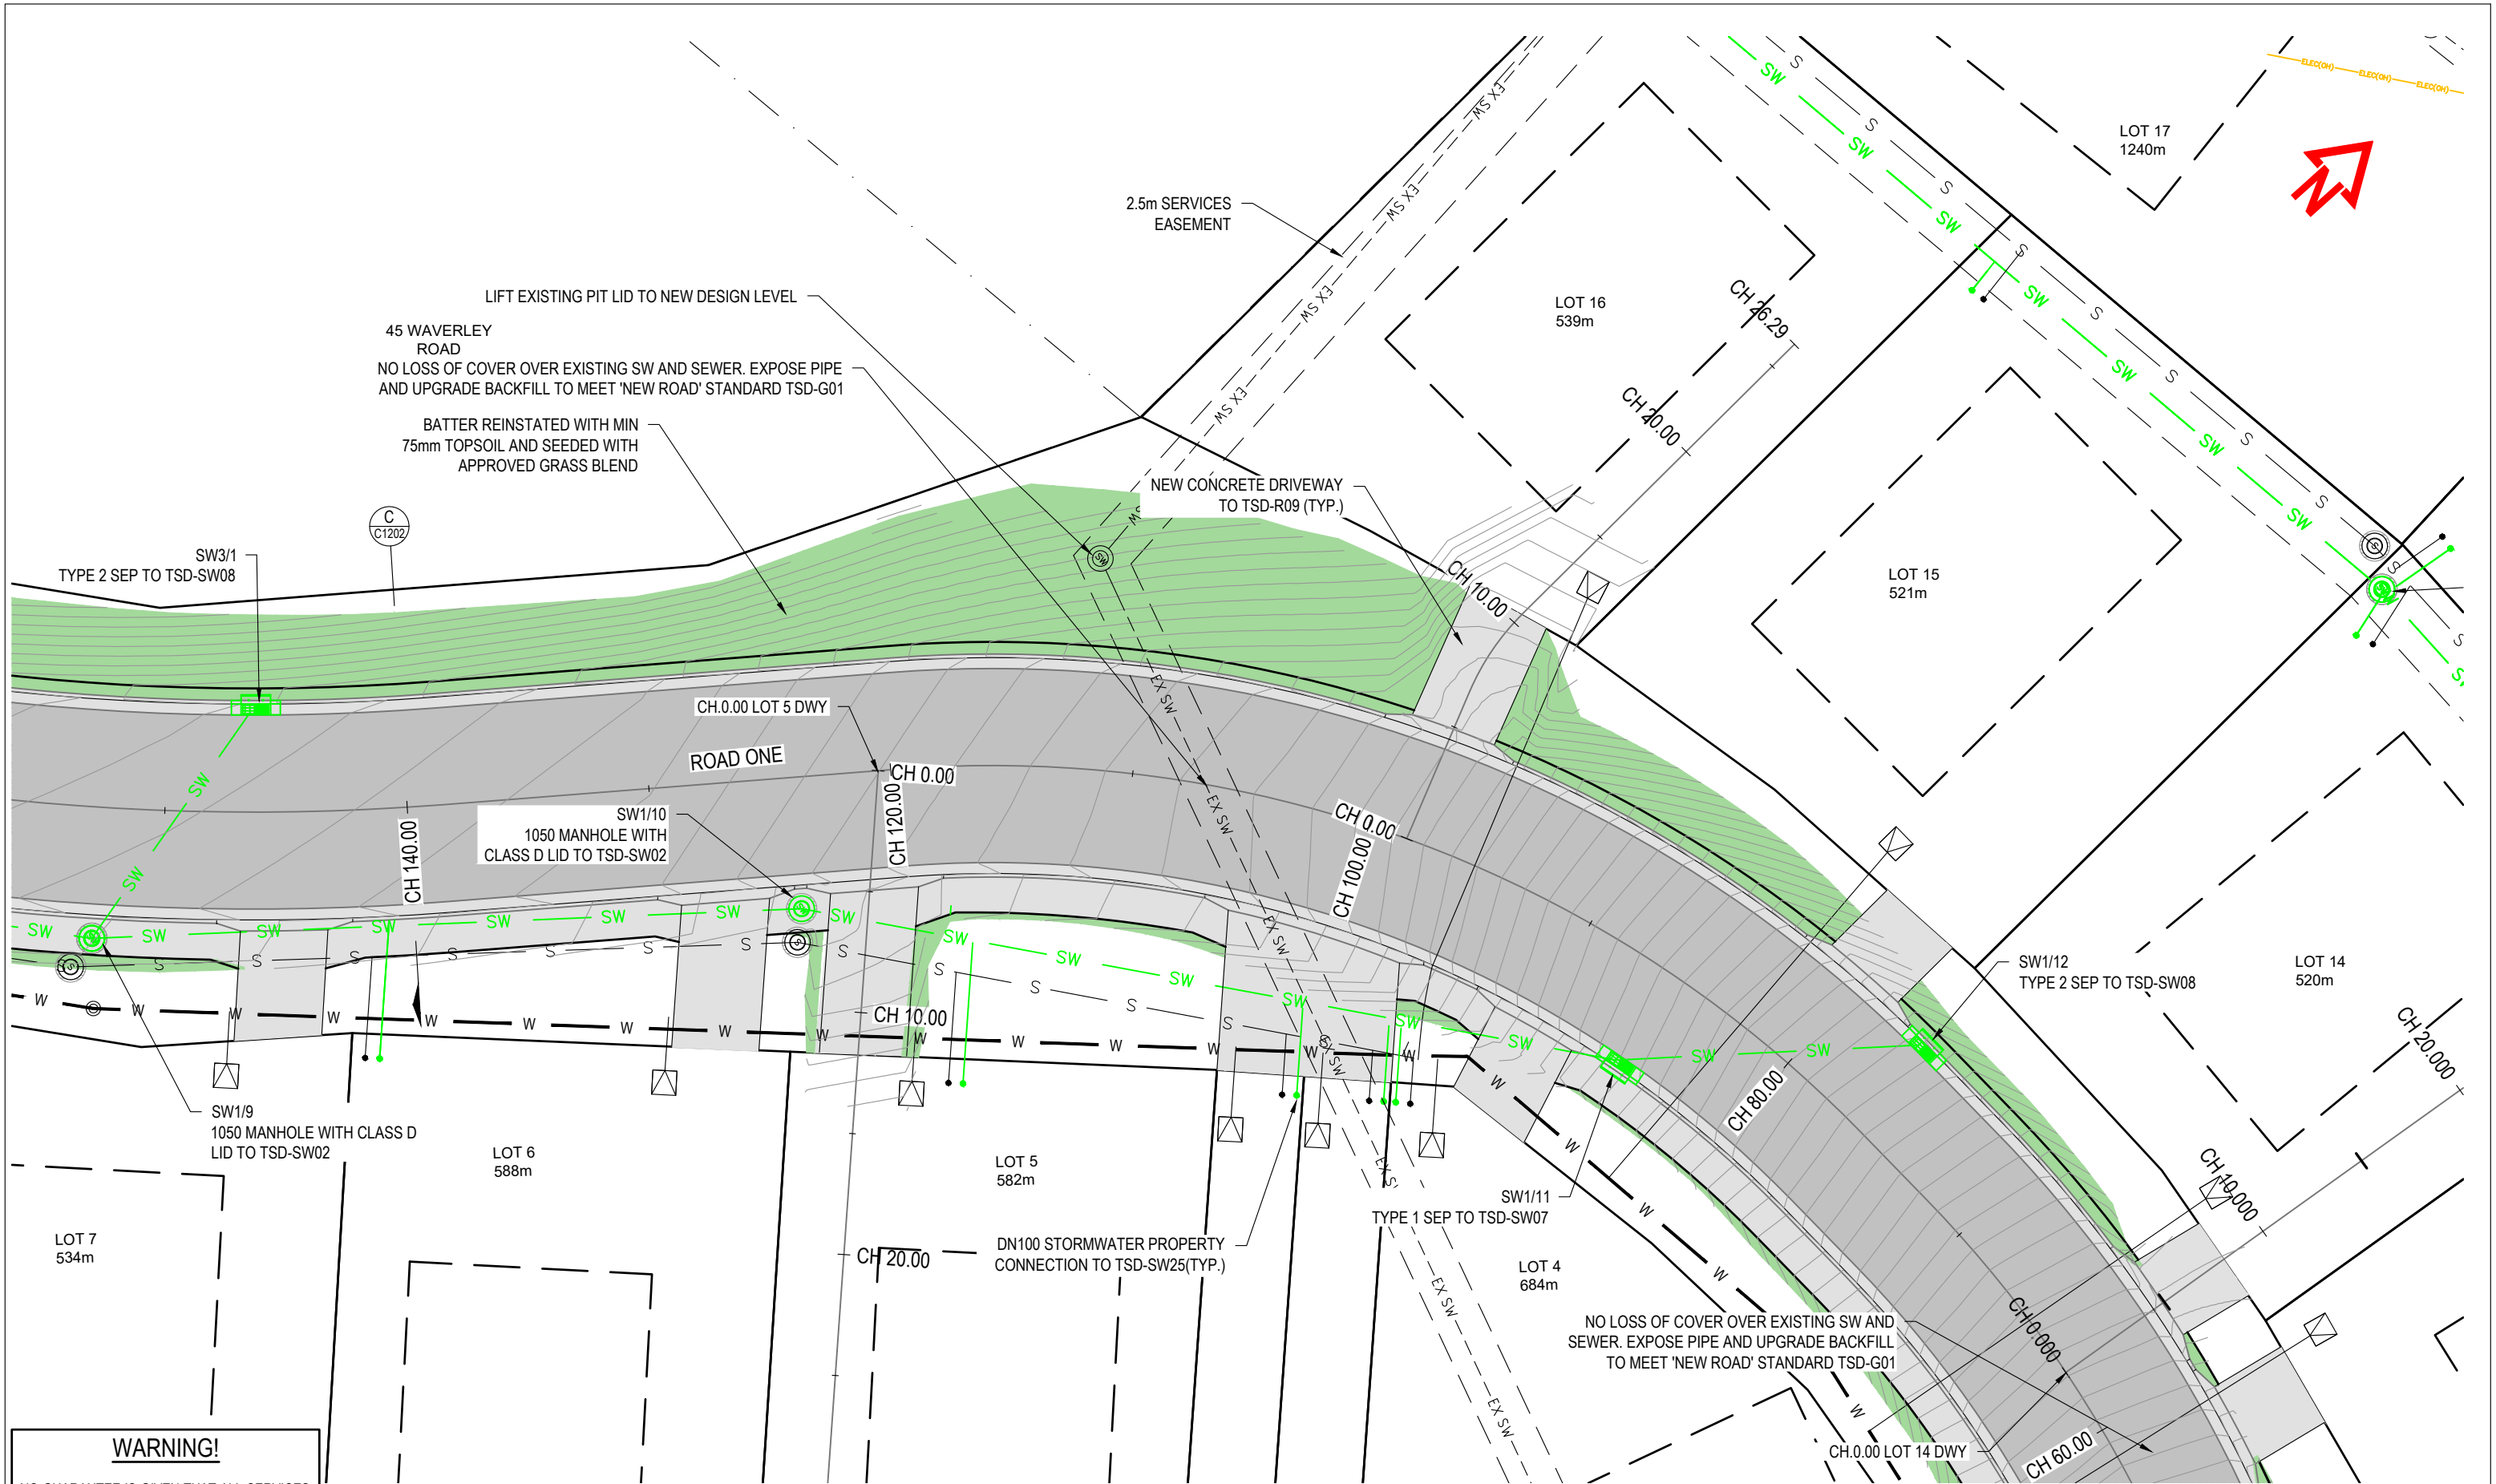 LOT 17
1240m
ELEC(OH) ELEC(OH) ELEC(OH)
N
2.5m SERVICES
EASEMENT
LIFT EXISTING PIT LID TO NEW DESIGN LEVEL
45 WAVERLEY
ROAD
NO LOSS OF COVER OVER EXISTING SW AND SEWER. EXPOSE PIPE
AND UPGRADE BACKFILL TO MEET 'NEW ROAD' STANDARD TSD-G01
BATTER REINSTATED WITH MIN
75mm TOPSOIL AND SEEDED WITH
APPROVED GRASS BLEND
LOT 16
539m
CH 26.29
CH 20.00
NEW CONCRETE DRIVEWAY
TO TSD-R09 (TYP.)
CH 10.00
C
C1202
SW3/1
TYPE 2 SEP TO TSD-SW08
LOT 15
521m
CH.0.00 LOT 5 DWY
ROAD ONE
CH 0.00
CH 120.00
CH 140.00
SW1/10
1050 MANHOLE WITH
CLASS D LID TO TSD-SW02
CH 0.00
CH 100.00
EX SW
SW
S
W
SW1/12
TYPE 2 SEP TO TSD-SW08
LOT 14
520m
CH 20.000
CH 10.00
CH 80.00
SW1/9
1050 MANHOLE WITH CLASS D
LID TO TSD-SW02
LOT 6
588m
LOT 5
582m
SW1/11
TYPE 1 SEP TO TSD-SW07
CH 10.000
LOT 7
534m
CH 20.00
DN100 STORMWATER PROPERTY
CONNECTION TO TSD-SW25(TYP.)
LOT 4
684m
NO LOSS OF COVER OVER EXISTING SW AND
SEWER. EXPOSE PIPE AND UPGRADE BACKFILL
TO MEET 'NEW ROAD' STANDARD TSD-G01
CH 0.000
CH.0.00 LOT 14 DWY
CH 60.00
WARNING!